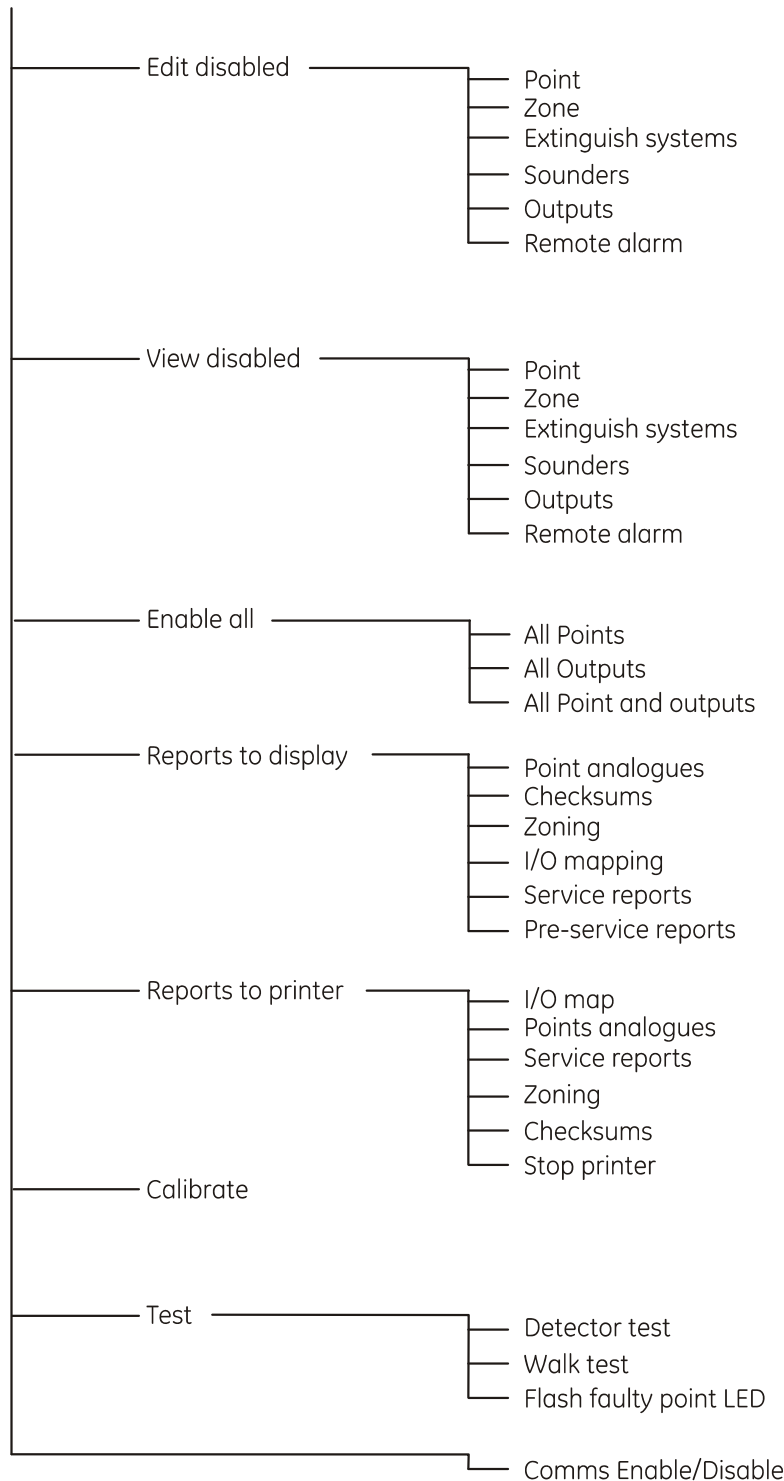 Edit disabled
Point
Zone
Extinguish systems
Sounders
Outputs
Remote alarm
View disabled
Point
Zone
Extinguish systems
Sounders
Outputs
Remote alarm
Enable all
All Points
All Outputs
All Point and outputs
Reports to display
Point analogues
Checksums
Zoning
I/O mapping
Service reports
Pre-service reports
Reports to printer
I/O map
Points analogues
Service reports
Zoning
Checksums
Stop printer
Calibrate
Test
Detector test
Walk test
Flash faulty point LED
Comms Enable/Disable